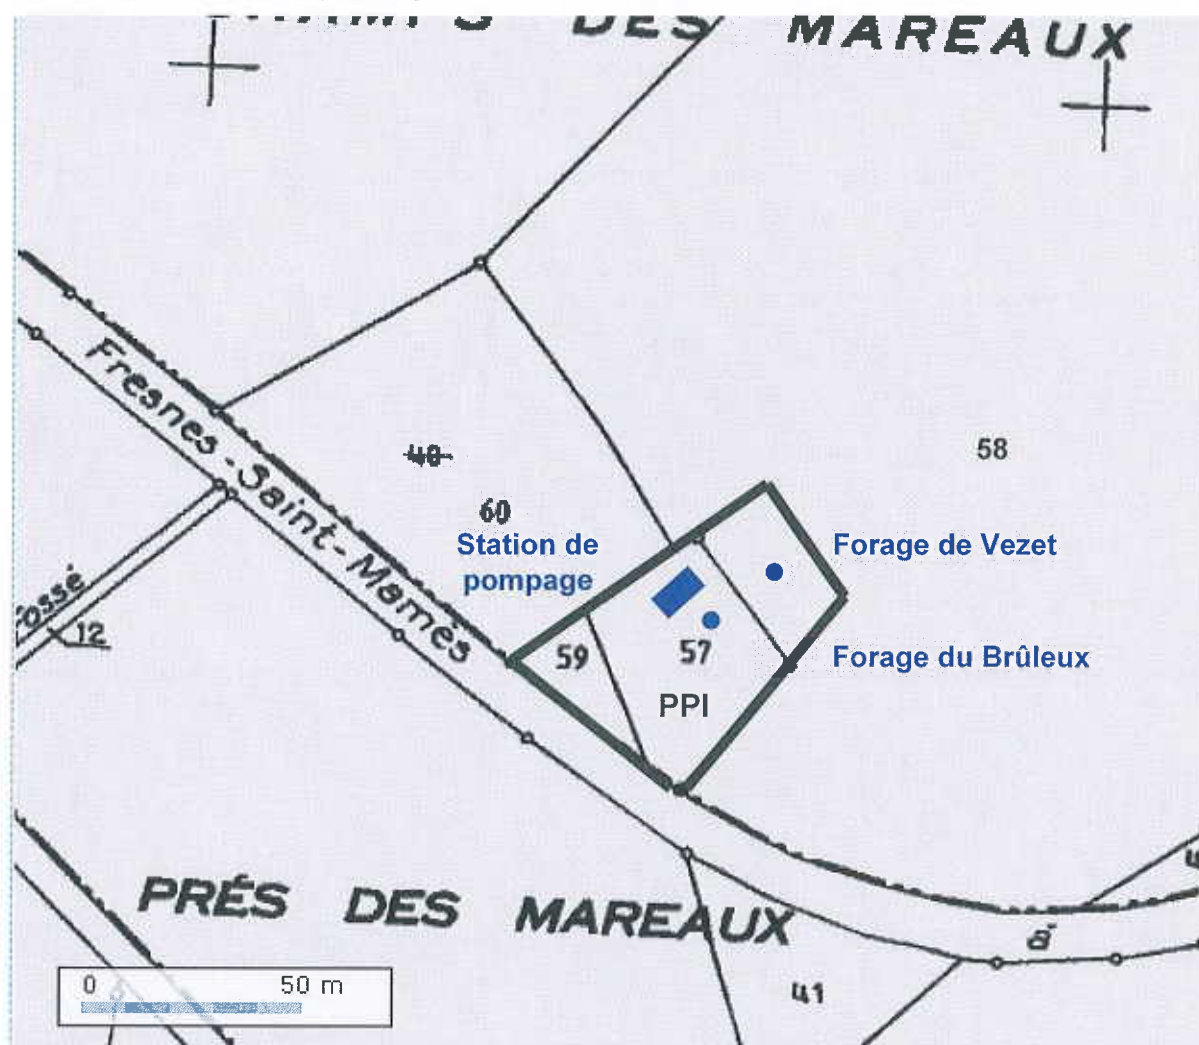 DES MAREAUX
Fresnes-Saint-Mamès
40
60
58
Station de
pompage
Forage de Vezet
12
59
57
Forage du Brûleux
PPI
PRÉS DES MAREAUX
à
41
0 50 m